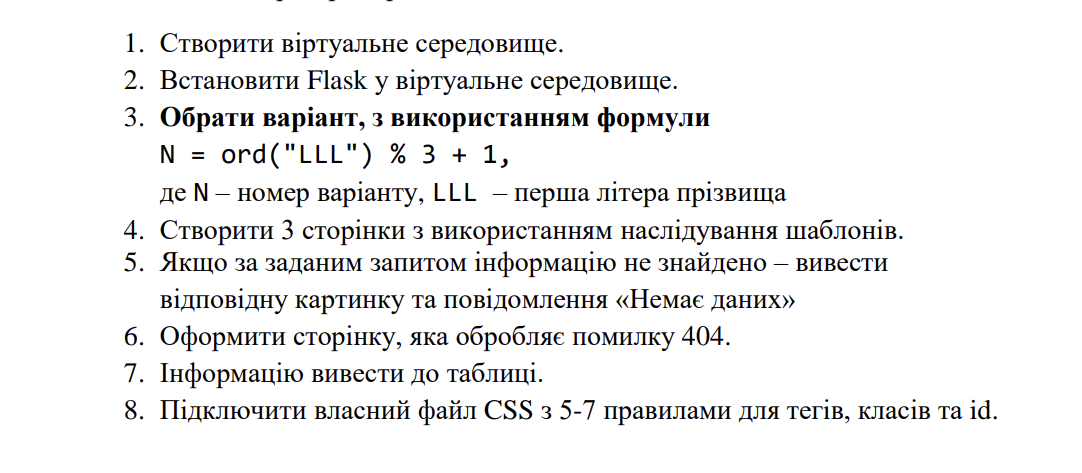 1. Створити віртуальне середовище.
2. Встановити Flask у віртуальне середовище.
3. Обрати варіант, з використанням формули
N = ord("LLL") % 3 + 1,
де N – номер варіанту, LLL – перша літера прізвища
4. Створити 3 сторінки з використанням наслідування шаблонів.
5. Якщо за заданим запитом інформацію не знайдено – вивести
відповідну картинку та повідомлення «Немає даних»
6. Оформити сторінку, яка обробляє помилку 404.
7. Інформацію вивести до таблиці.
8. Підключити власний файл CSS з 5-7 правилами для тегів, класів та id.